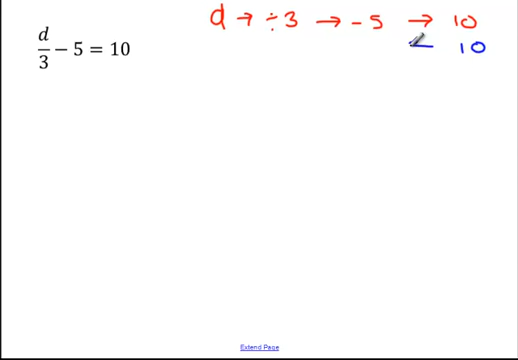 d → ÷3 → -5 → 10
← 10
d/3 − 5 = 10
Extend Page